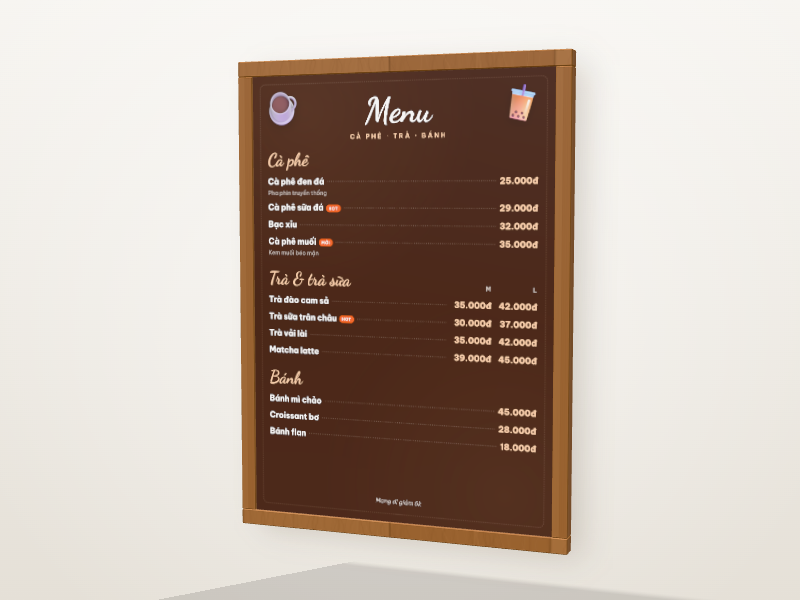 Menu
CÀ PHÊ · TRÀ · BÁNH
Cà phê
Cà phê đen đá 25.000đ
Pha phin truyền thống
Cà phê sữa đá HOT 29.000đ
Bạc xỉu 32.000đ
Cà phê muối MỚI 35.000đ
Kem muối béo mặn
Trà & trà sữa M L
Trà đào cam sả 35.000đ 42.000đ
Trà sữa trân châu HOT 30.000đ 37.000đ
Trà vải lài 35.000đ 42.000đ
Matcha latte 39.000đ 45.000đ
Bánh
Bánh mì chảo 45.000đ
Croissant bơ 28.000đ
Bánh flan 18.000đ
Mang đi giảm 5k